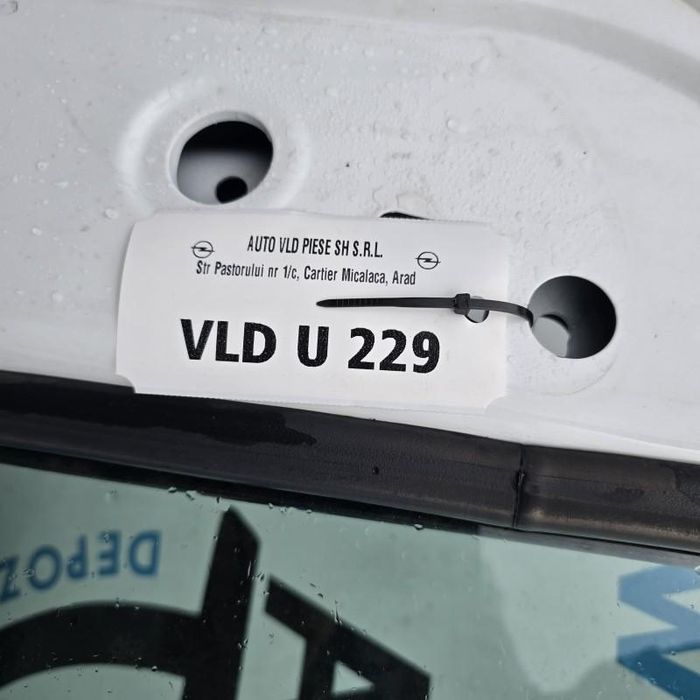 AUTO VLD PIESE SH S.R.L.
Str Pastorului nr 1/c, Cartier Micalaca, Arad
VLD U 229
DEPOZ